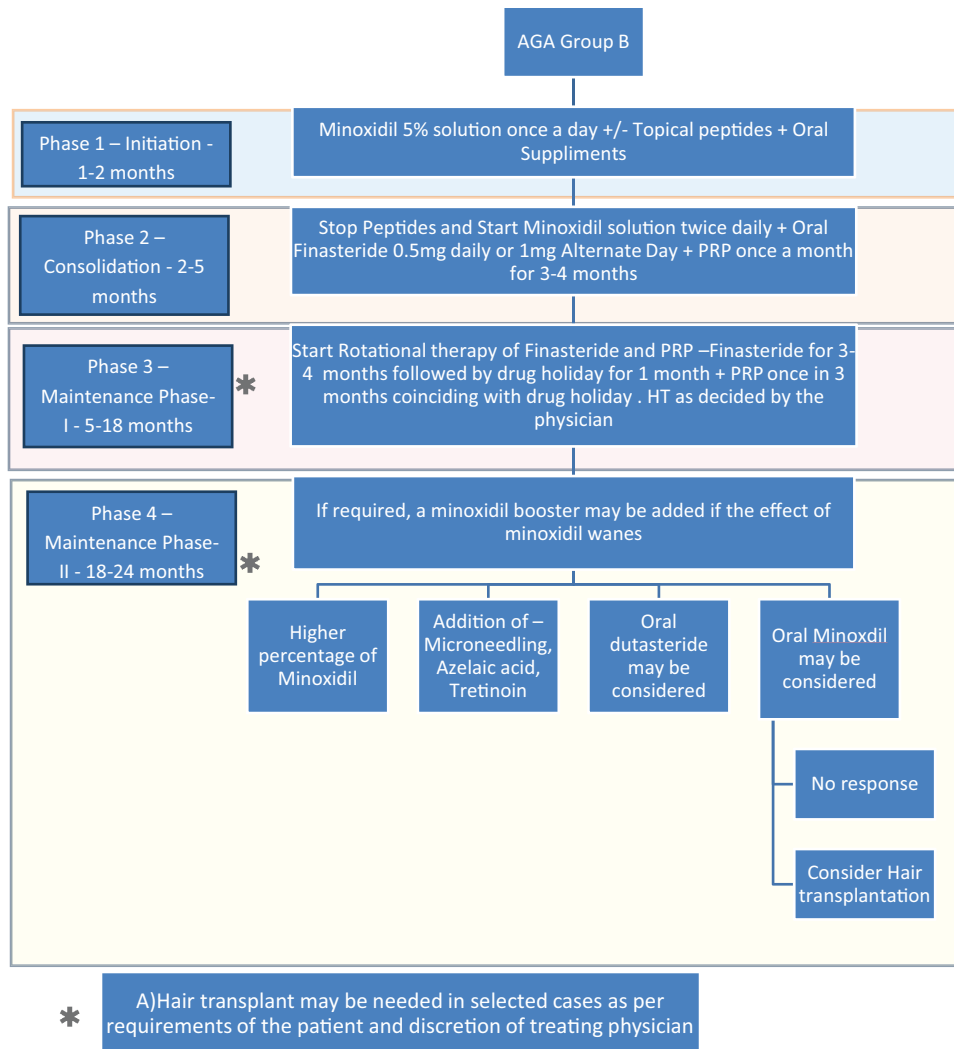 AGA Group B
Phase 1 – Initiation -
1-2 months
Minoxidil 5% solution once a day +/- Topical peptides + Oral
Suppliments
Phase 2 –
Consolidation - 2-5
months
Stop Peptides and Start Minoxidil solution twice daily + Oral
Finasteride 0.5mg daily or 1mg Alternate Day + PRP once a month
for 3-4 months
Phase 3 –
Maintenance Phase-
I - 5-18 months
*
Start Rotational therapy of Finasteride and PRP –Finasteride for 3-
4 months followed by drug holiday for 1 month + PRP once in 3
months coinciding with drug holiday . HT as decided by the
physician
Phase 4 –
Maintenance Phase-
II - 18-24 months
*
If required, a minoxidil booster may be added if the effect of
minoxidil wanes
Higher
percentage of
Minoxidil
Addition of –
Microneedling,
Azelaic acid,
Tretinoin
Oral
dutasteride
may be
considered
Oral Minoxdil
may be
considered
No response
Consider Hair
transplantation
*
A)Hair transplant may be needed in selected cases as per
requirements of the patient and discretion of treating physician